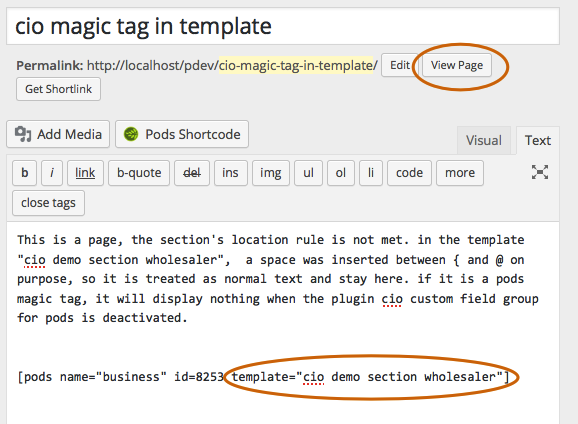 cio magic tag in template
Permalink: http://localhost/pdev/cio-magic-tag-in-template/ Edit View Page
Get Shortlink
Add Media Pods Shortcode
Visual Text
b i link b-quote del ins img ul ol li code more
close tags
This is a page, the section's location rule is not met. in the template
"cio demo section wholesaler",  a space was inserted between { and @ on
purpose, so it is treated as normal text and stay here. if it is a pods
magic tag, it will display nothing when the plugin cio custom field group
for pods is deactivated.
[pods name="business" id=8253 template="cio demo section wholesaler"]